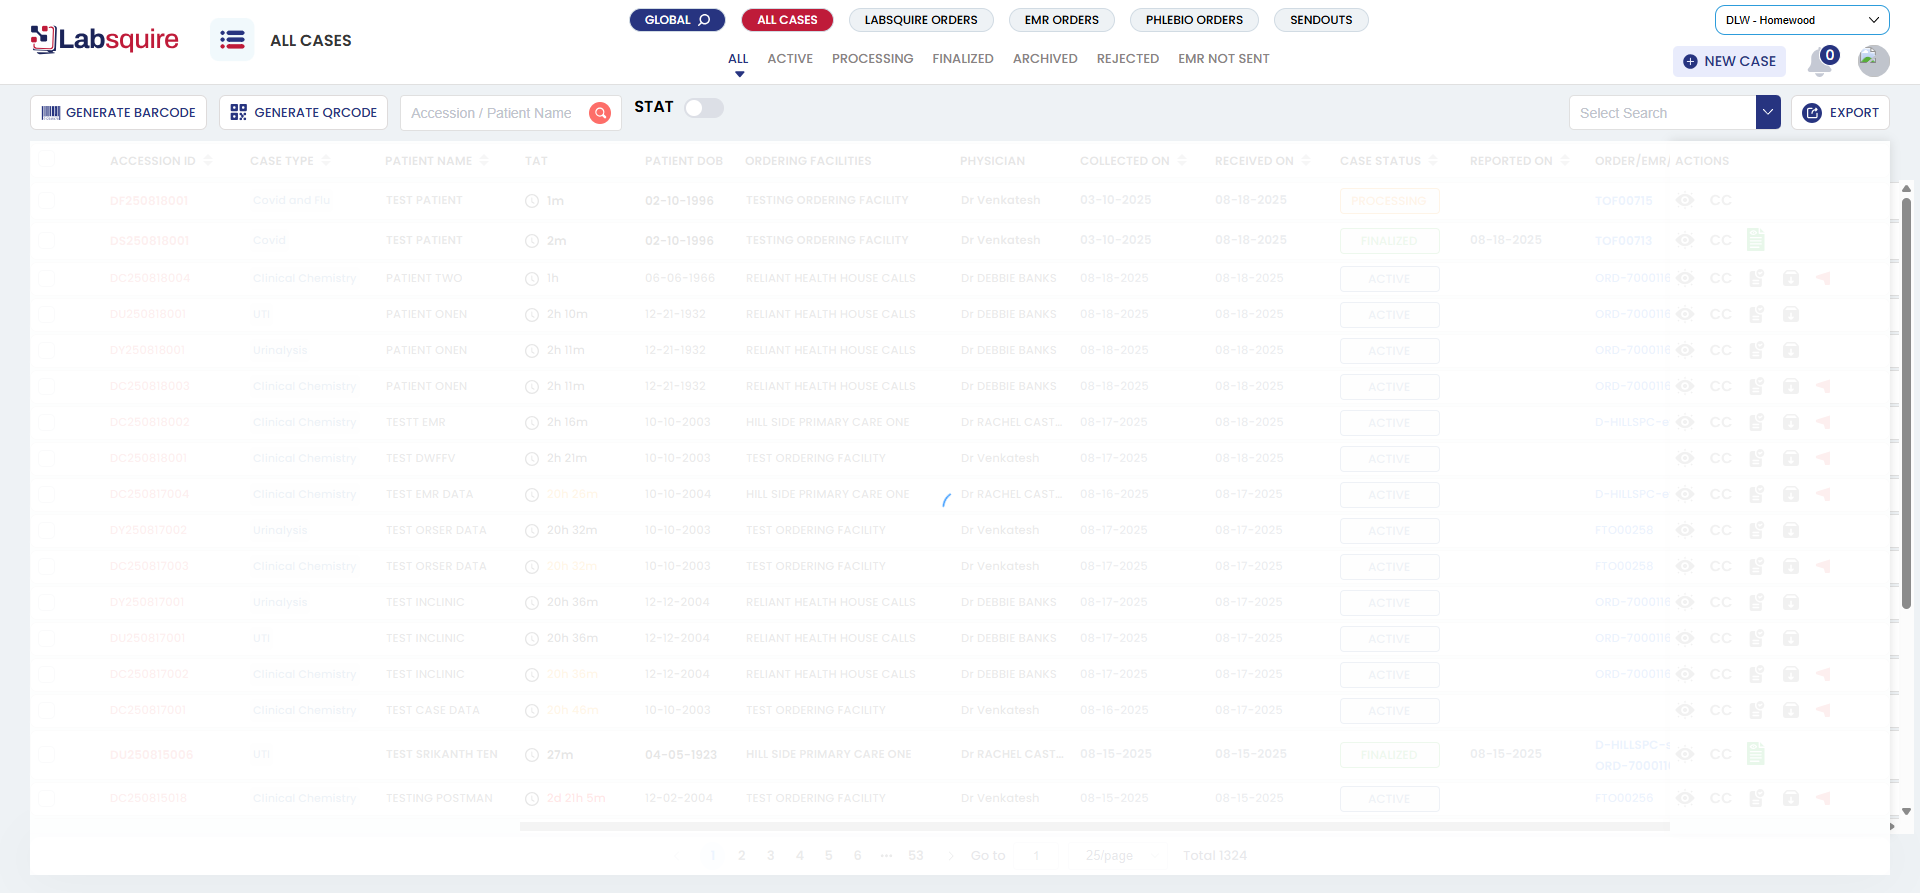 Labsquire
ALL CASES
GLOBAL
ALL CASES
LABSQUIRE ORDERS
EMR ORDERS
PHLEBIO ORDERS
SENDOUTS
ALL
ACTIVE
PROCESSING
FINALIZED
ARCHIVED
REJECTED
EMR NOT SENT
DLW - Homewood
NEW CASE
0
GENERATE BARCODE
GENERATE QRCODE
Accession / Patient Name
STAT
Select Search
EXPORT
ACCESSION ID CASE TYPE PATIENT NAME TAT PATIENT DOB ORDERING FACILITIES PHYSICIAN COLLECTED ON RECEIVED ON CASE STATUS REPORTED ON ORDER/EMR/ ACTIONS
DF250818001 Covid and Flu TEST PATIENT 1m 02-10-1996 TESTING ORDERING FACILITY Dr Venkatesh 03-10-2025 08-18-2025 PROCESSING TOF00715 CC
DS250818001 Covid TEST PATIENT 2m 02-10-1996 TESTING ORDERING FACILITY Dr Venkatesh 03-10-2025 08-18-2025 FINALIZED 08-18-2025 TOF00713 CC
DC250818004 Clinical Chemistry PATIENT TWO 1h 06-06-1966 RELIANT HEALTH HOUSE CALLS Dr DEBBIE BANKS 08-18-2025 08-18-2025 ACTIVE ORD-7000116 CC
DU250818001 UTI PATIENT ONEN 2h 10m 12-21-1932 RELIANT HEALTH HOUSE CALLS Dr DEBBIE BANKS 08-18-2025 08-18-2025 ACTIVE ORD-7000116 CC
DY250818001 Urinalysis PATIENT ONEN 2h 11m 12-21-1932 RELIANT HEALTH HOUSE CALLS Dr DEBBIE BANKS 08-18-2025 08-18-2025 ACTIVE ORD-7000116 CC
DC250818003 Clinical Chemistry PATIENT ONEN 2h 11m 12-21-1932 RELIANT HEALTH HOUSE CALLS Dr DEBBIE BANKS 08-18-2025 08-18-2025 ACTIVE ORD-7000116 CC
DC250818002 Clinical Chemistry TESTT EMR 2h 16m 10-10-2003 HILL SIDE PRIMARY CARE ONE Dr RACHEL CAST... 08-18-2025 08-18-2025 ACTIVE D-HILLSPC-e CC
DC250818001 Clinical Chemistry TEST DWFFV 2h 21m 10-10-2003 TEST ORDERING FACILITY Dr Venkatesh 08-17-2025 08-18-2025 ACTIVE CC
DC250817004 Clinical Chemistry TEST EMR DATA 20h 26m 10-10-2004 HILL SIDE PRIMARY CARE ONE Dr RACHEL CAST... 08-16-2025 08-17-2025 ACTIVE D-HILLSPC-e CC
DY250817002 Urinalysis TEST ORSER DATA 20h 32m 10-10-2003 TEST ORDERING FACILITY Dr Venkatesh 08-17-2025 08-17-2025 ACTIVE FTO00255 CC
DC250817003 Clinical Chemistry TEST ORSER DATA 20h 33m 10-10-2003 TEST ORDERING FACILITY Dr Venkatesh 08-17-2025 08-17-2025 ACTIVE FTO00256 CC
DY250817001 Urinalysis TEST INCLINIC 20h 36m 12-12-2004 RELIANT HEALTH HOUSE CALLS Dr DEBBIE BANKS 08-17-2025 08-17-2025 ACTIVE ORD-7000116 CC
DU250817001 UTI TEST INCLINIC 20h 36m 12-12-2004 RELIANT HEALTH HOUSE CALLS Dr DEBBIE BANKS 08-17-2025 08-17-2025 ACTIVE ORD-7000116 CC
DC250817002 Clinical Chemistry TEST INCLINIC 20h 36m 12-12-2004 RELIANT HEALTH HOUSE CALLS Dr DEBBIE BANKS 08-17-2025 08-17-2025 ACTIVE ORD-7000116 CC
DC250817001 Clinical Chemistry TEST CASE DATA 10-10-2003 TEST ORDERING FACILITY Dr Venkatesh 08-16-2025 08-17-2025 ACTIVE CC
DU250815006 UTI TEST SRIKANTH TEN 27m 04-05-1923 HILL SIDE PRIMARY CARE ONE Dr RACHEL CAST... 08-15-2025 08-15-2025 FINALIZED 08-15-2025 D-HILLSPC- CC
ORD-700011
DC250815018 Clinical Chemistry TESTING POSTMAN 2d 21h 5m 12-02-2004 TEST ORDERING FACILITY Dr Venkatesh 08-15-2025 08-15-2025 ACTIVE FTO00256 CC
1 2 3 4 5 6 ••• 53 Go to 1 25/page Total 1324